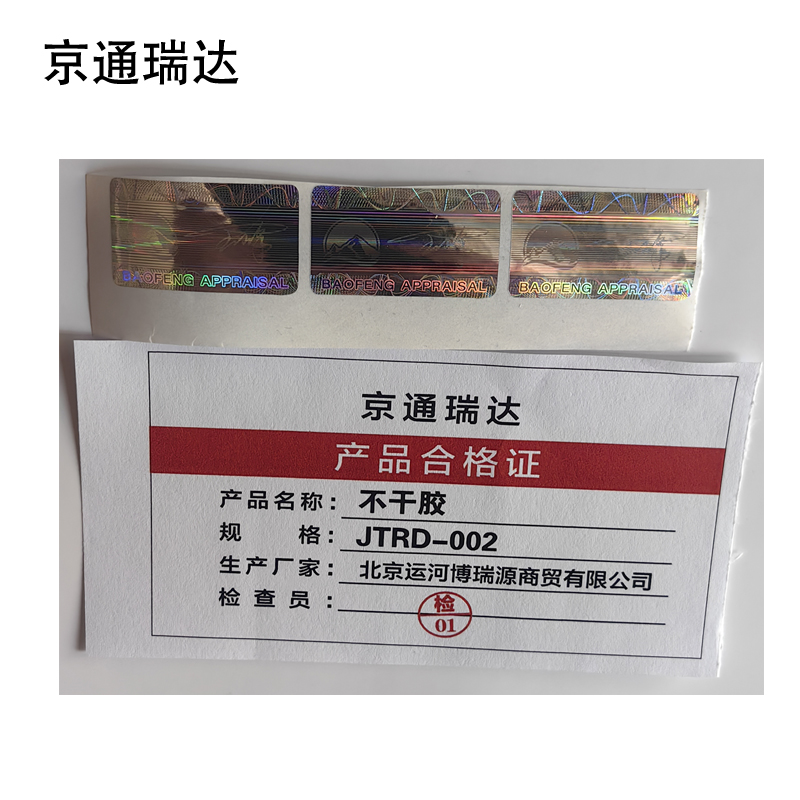 京通瑞达
BAOFENG APPRAISAL BAOFENG APPRAISAL BAOFENG APPRAISAL
京通瑞达
产品合格证
产品名称：不干胶
规 格：JTRD-002
生产厂家：北京运河博瑞源商贸有限公司
检查员：
检
01